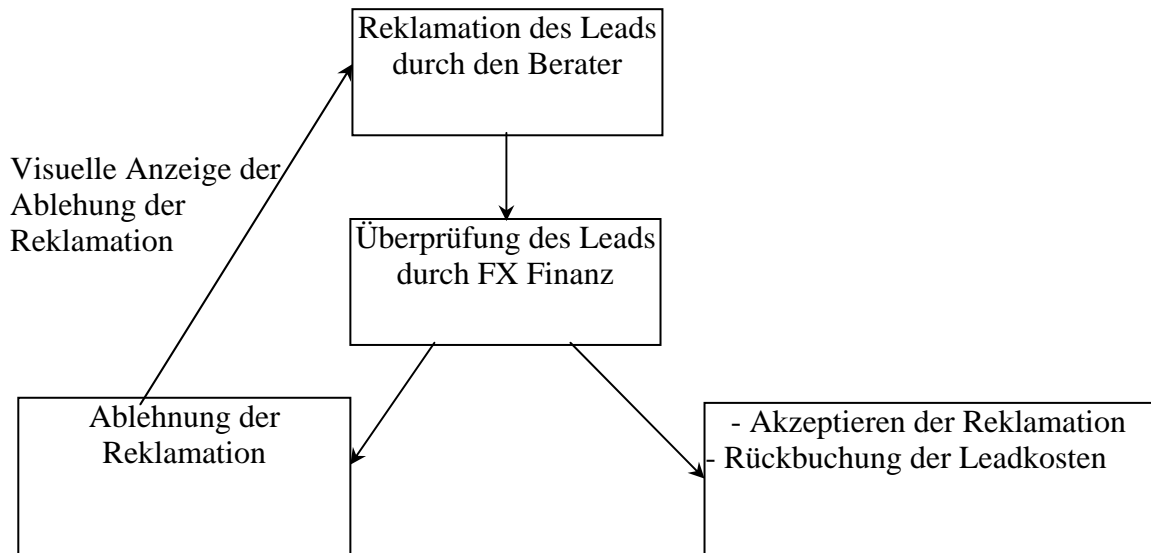 Reklamation des Leads
durch den Berater
Visuelle Anzeige der
Ablehung der
Reklamation
Überprüfung des Leads
durch FX Finanz
Ablehnung der
Reklamation
- Akzeptieren der Reklamation
- Rückbuchung der Leadkosten